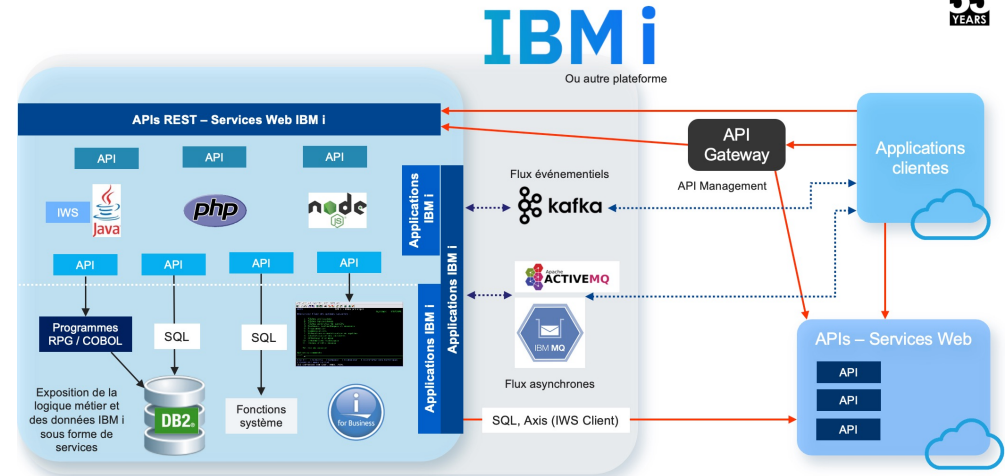 55
YEARS
IBM i
Ou autre plateforme
APIs REST – Services Web IBM i
API
API
API
IWS
Java
php
node
JS
API
API
API
API
Applications
IBM i
Applications IBM i
Applications IBM i
Programmes
RPG / COBOL
SQL
SQL
Exposition de la
logique métier et
des données IBM i
sous forme de
services
DB2
Fonctions
système
i
for Business
Flux événementiels
kafka
Apache
ACTIVEMQ
IBM MQ
Flux asynchrones
SQL, Axis (IWS Client)
API
Gateway
API Management
Applications
clientes
APIs – Services Web
API
API
API